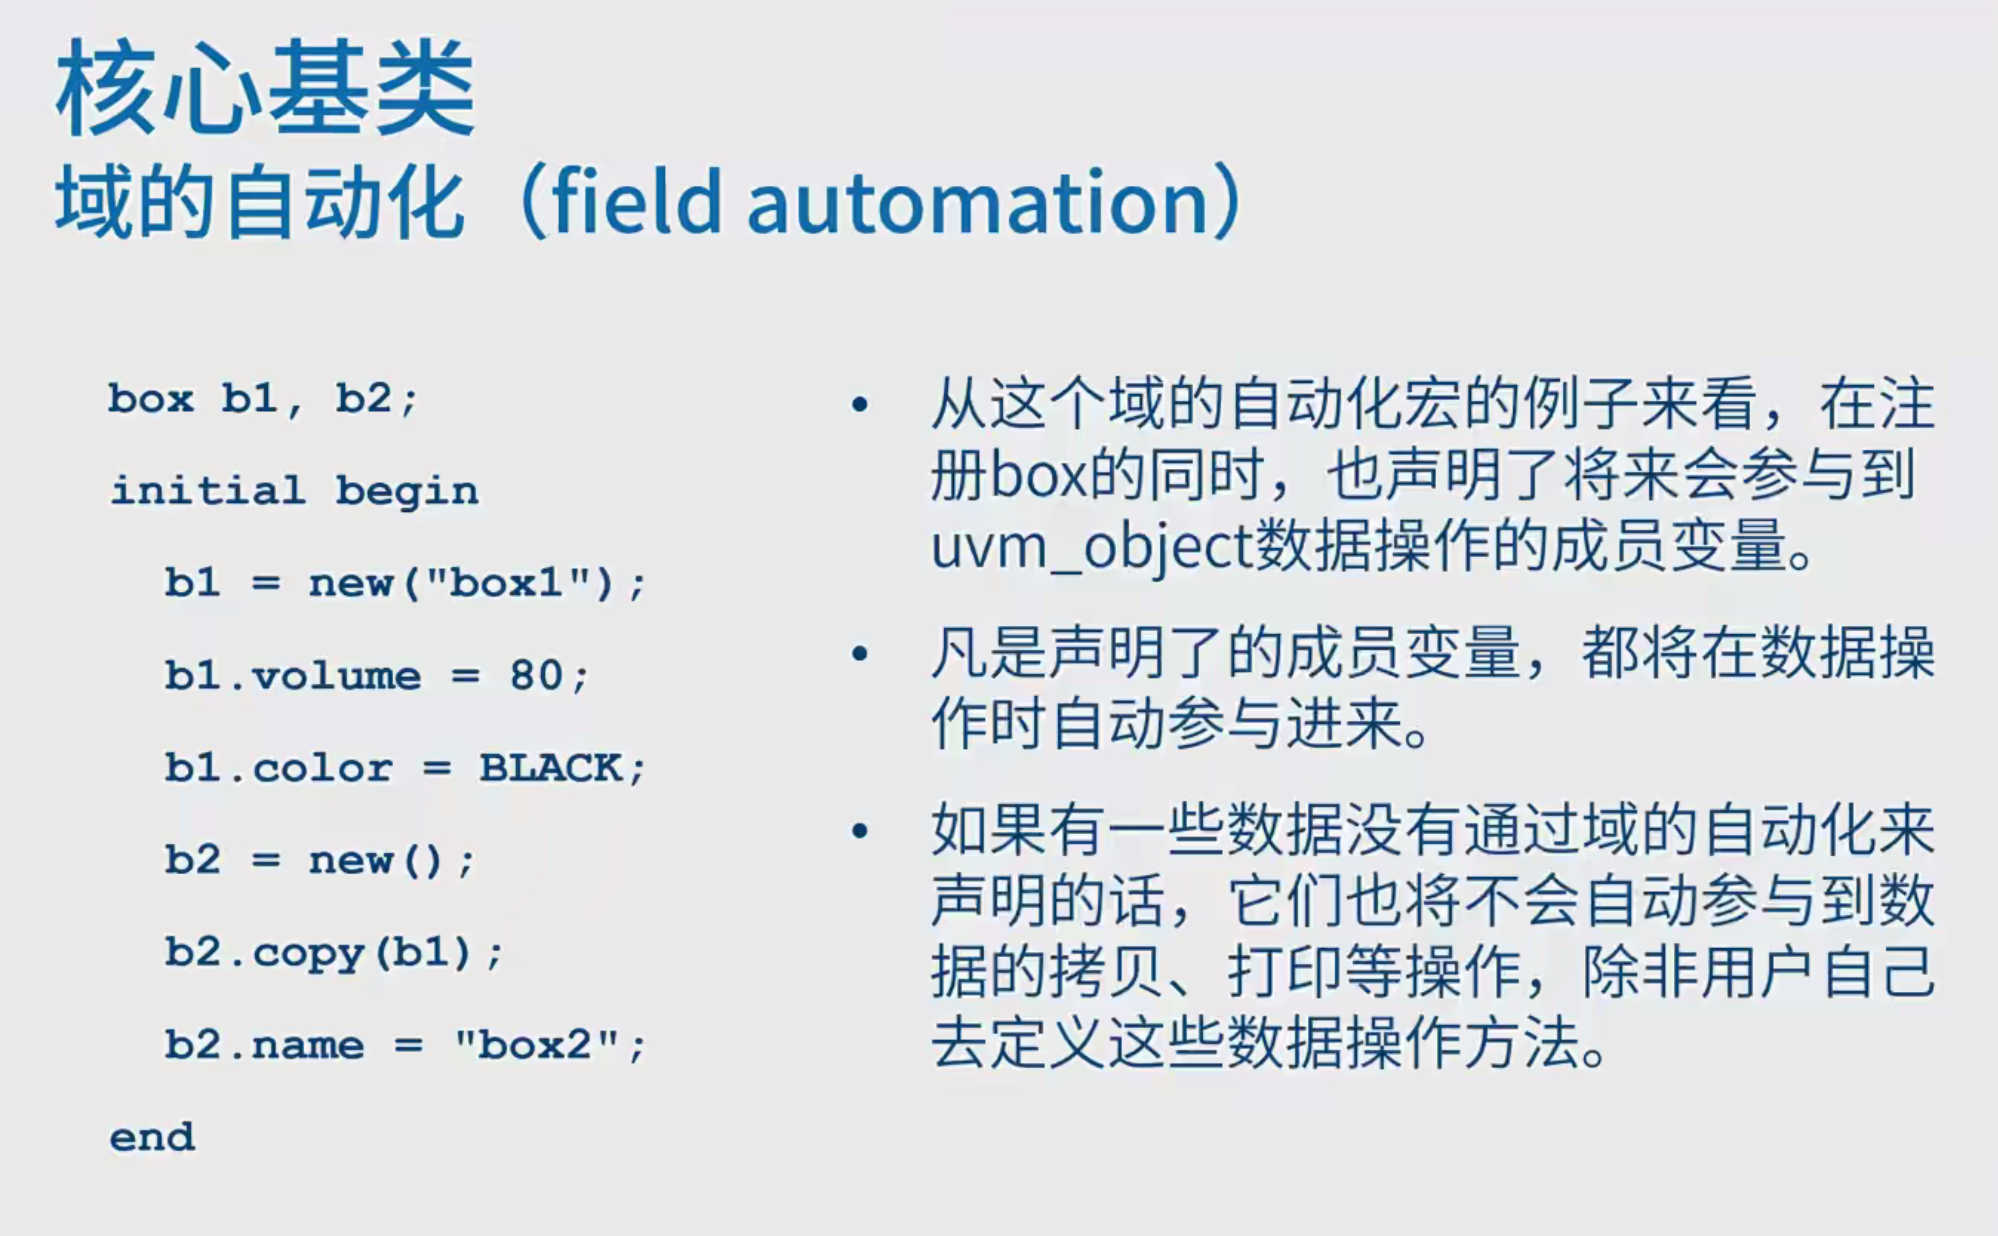 核心基类
域的自动化（field automation）
box b1, b2;
initial begin
b1 = new("box1");
b1.volume = 80;
b1.color = BLACK;
b2 = new();
b2.copy(b1);
b2.name = "box2";
end
• 从这个域的自动化宏的例子来看，在注
册box的同时，也声明了将来会参与到
uvm_object数据操作的成员变量。
• 凡是声明了的成员变量，都将在数据操
作时自动参与进来。
• 如果有一些数据没有通过域的自动化来
声明的话，它们也将不会自动参与到数
据的拷贝、打印等操作，除非用户自己
去定义这些数据操作方法。